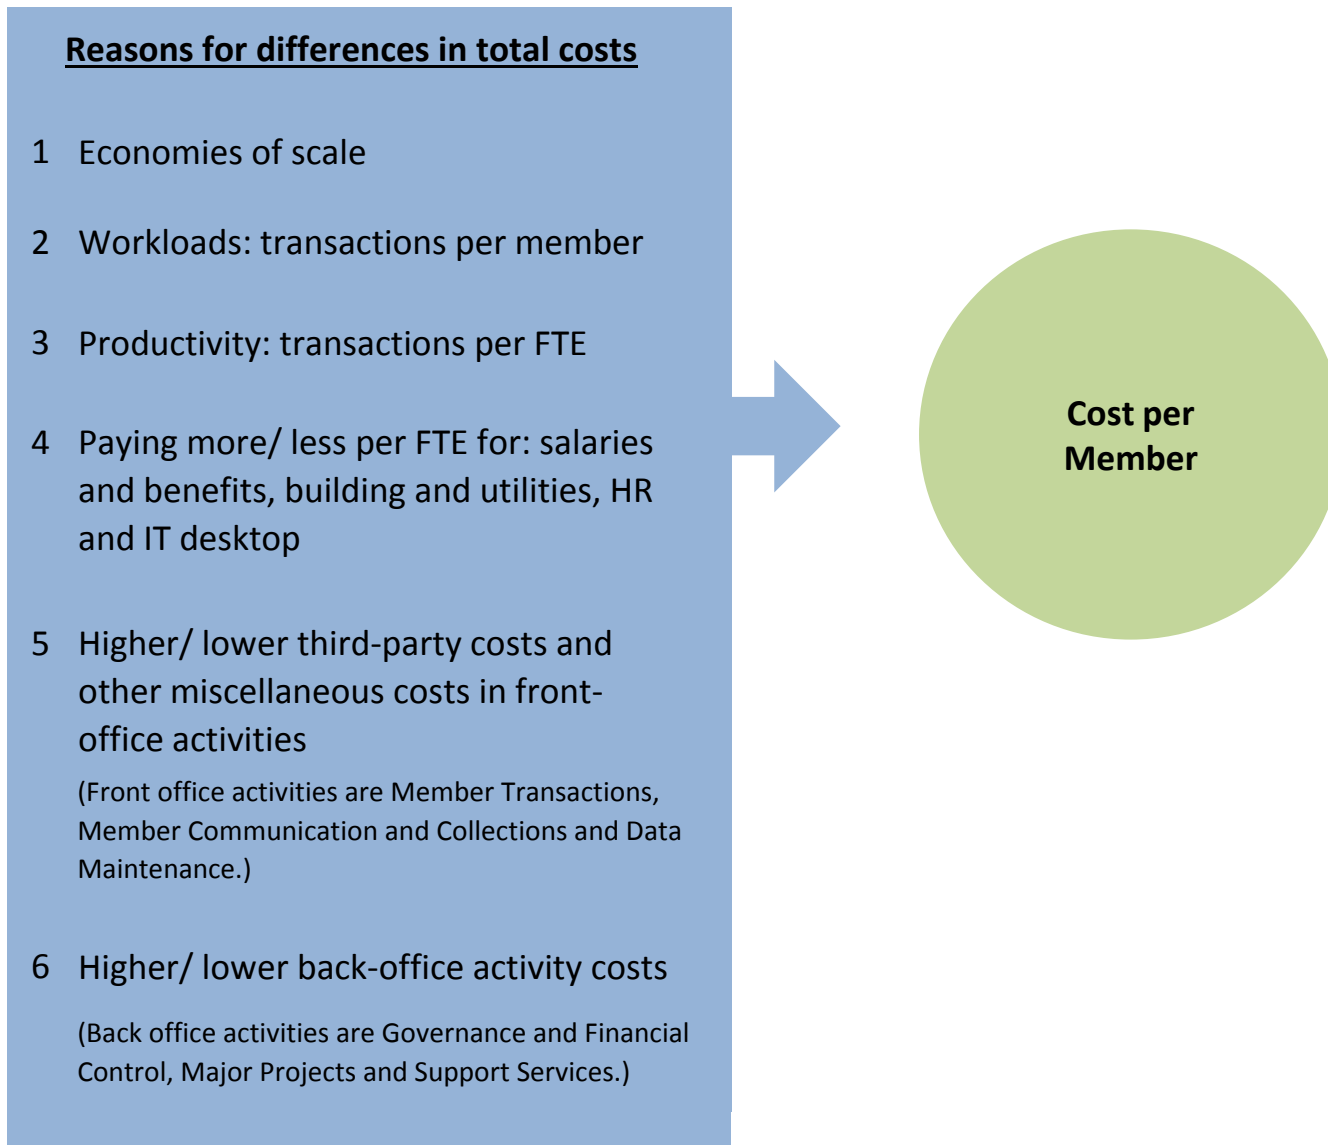 Reasons for differences in total costs
1 Economies of scale
2 Workloads: transactions per member
3 Productivity: transactions per FTE
4 Paying more/ less per FTE for: salaries
and benefits, building and utilities, HR
and IT desktop
5 Higher/ lower third-party costs and
other miscellaneous costs in front-
office activities
(Front office activities are Member Transactions,
Member Communication and Collections and Data
Maintenance.)
6 Higher/ lower back-office activity costs
(Back office activities are Governance and Financial
Control, Major Projects and Support Services.)
Cost per
Member